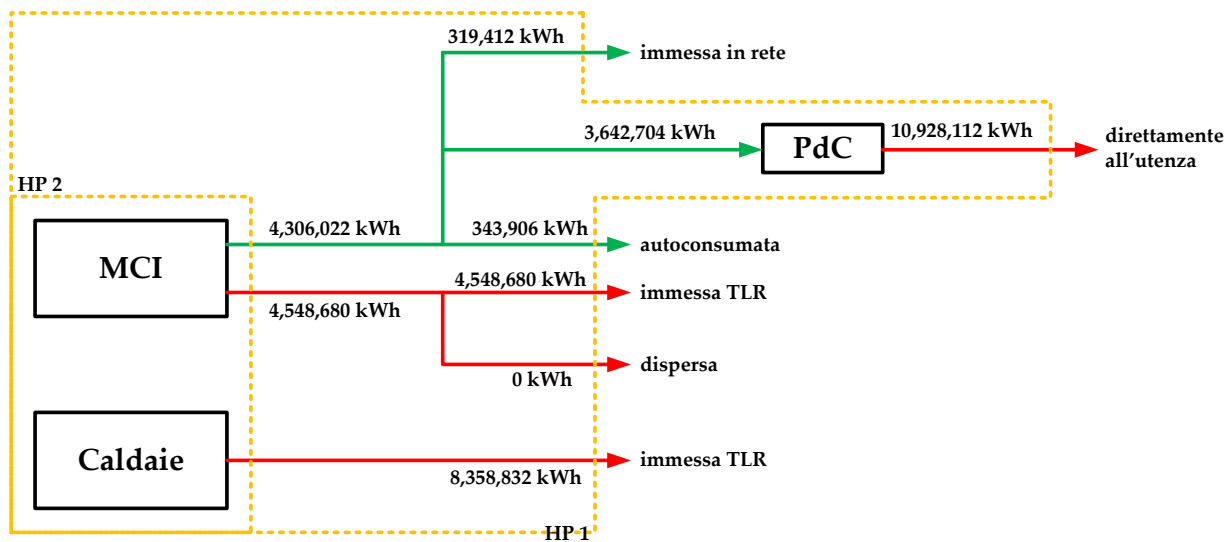 319,412 kWh
immessa in rete
3,642,704 kWh
PdC
10,928,112 kWh
direttamente
all'utenza
HP 2
MCI
4,306,022 kWh
343,906 kWh
autoconsumata
4,548,680 kWh
4,548,680 kWh
immessa TLR
0 kWh
dispersa
Caldaie
8,358,832 kWh
immessa TLR
HP 1